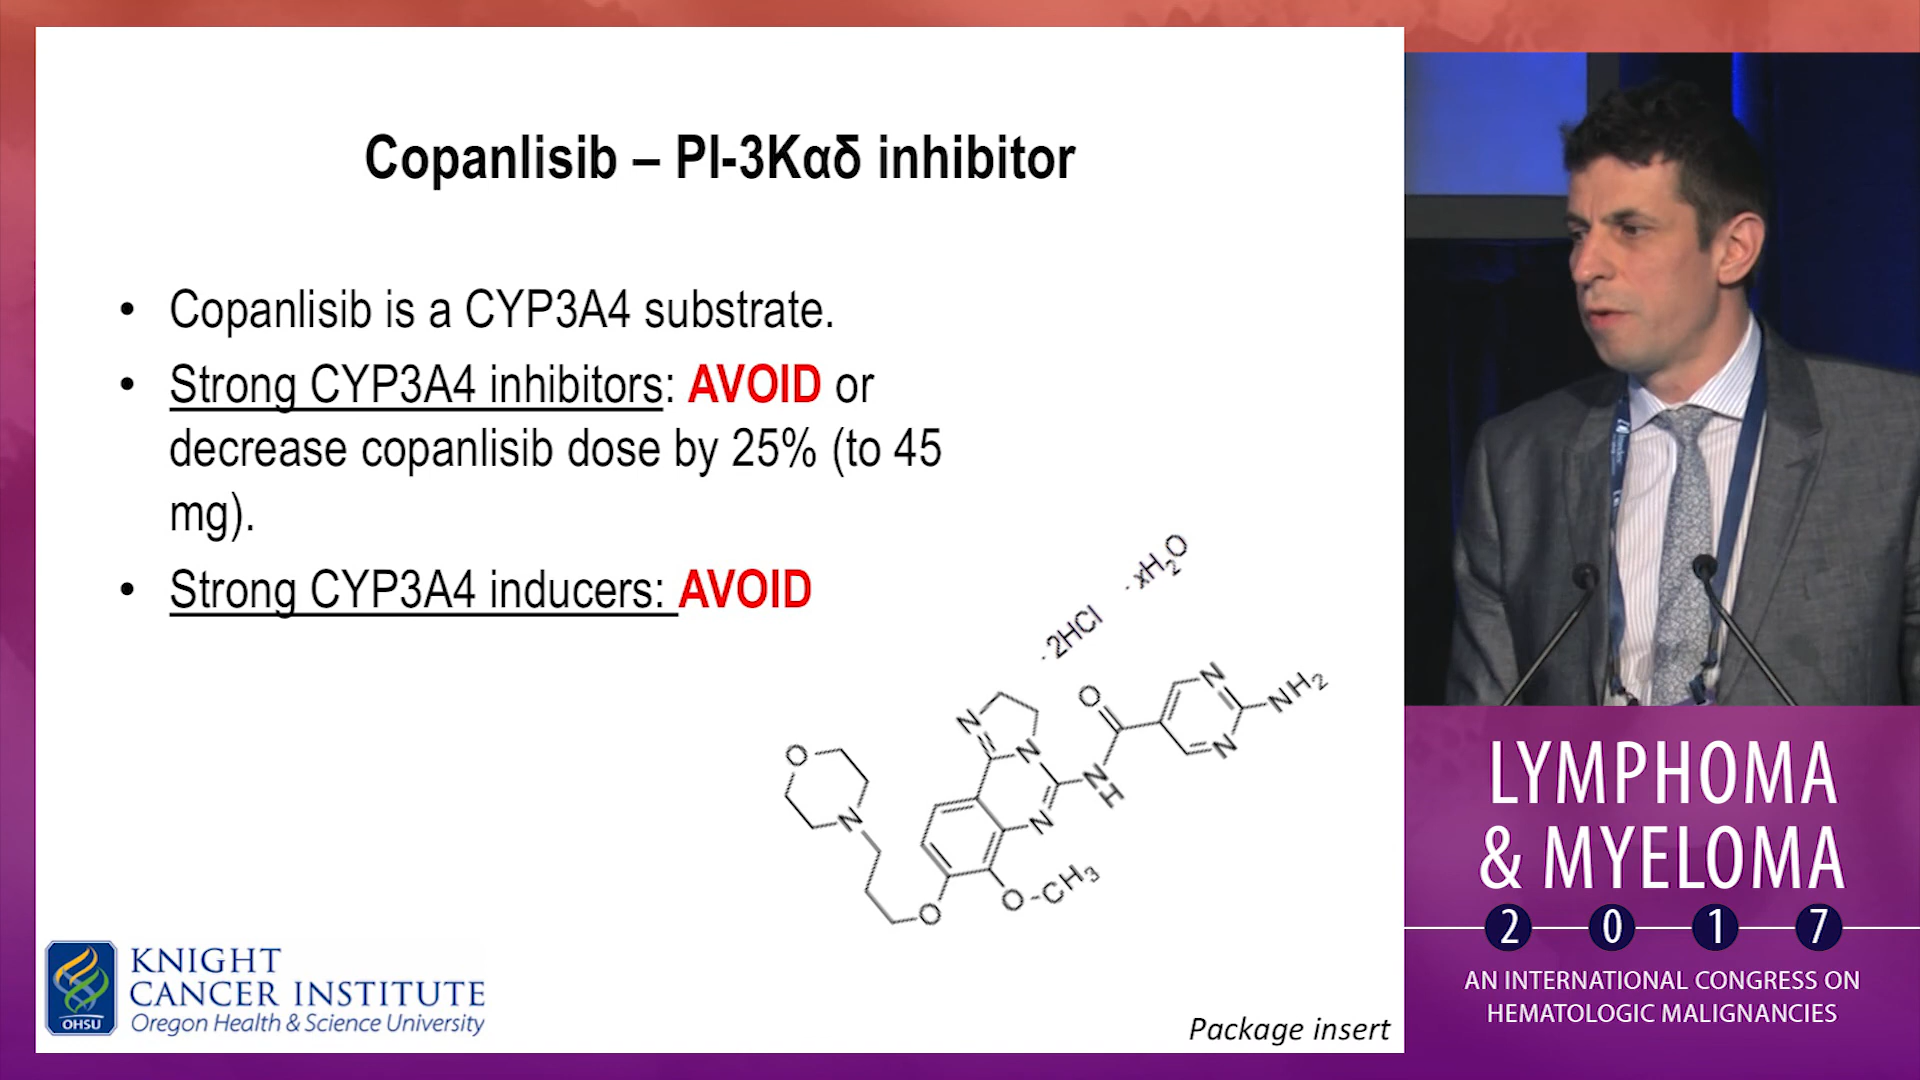 Copanlisib – PI-3Kαδ inhibitor
• Copanlisib is a CYP3A4 substrate.
• Strong CYP3A4 inhibitors: AVOID or
decrease copanlisib dose by 25% (to 45
mg).
• Strong CYP3A4 inducers: AVOID
· xH₂O
· 2HCl
O
N
N
N
N
H
O
N
N
NH₂
N
O
O-CH₃
OHSU
KNIGHT
CANCER INSTITUTE
Oregon Health & Science University
Package insert
LYMPHOMA
& MYELOMA
2 0 1 7
AN INTERNATIONAL CONGRESS ON
HEMATOLOGIC MALIGNANCIES